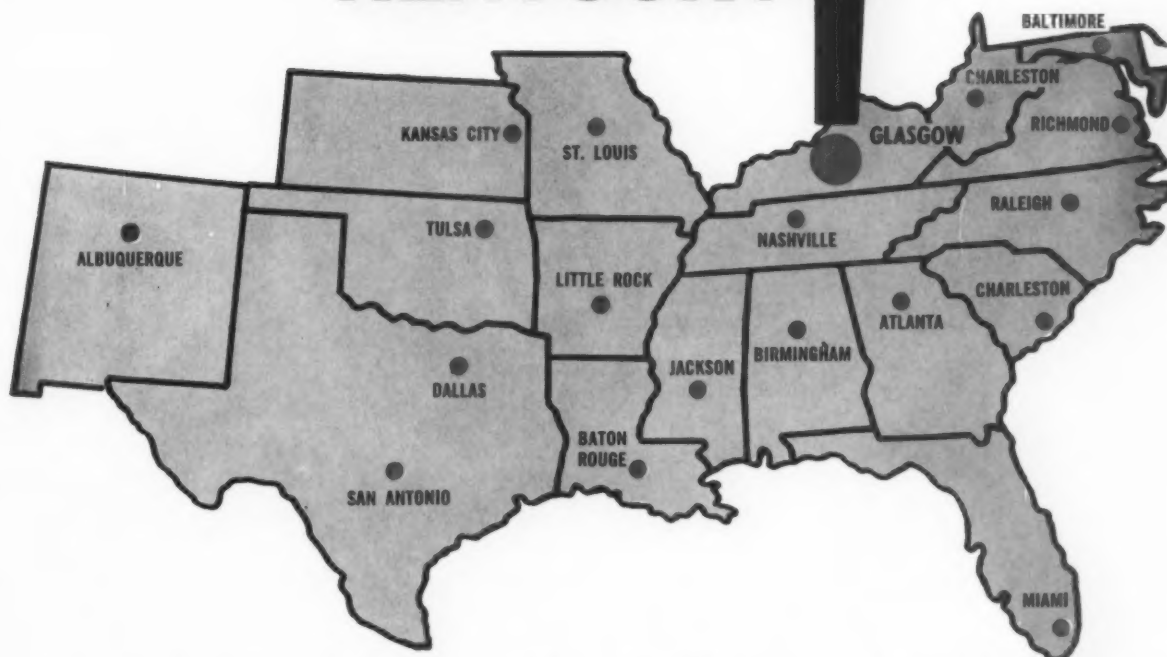 BALTIMORE
CHARLESTON
KANSAS CITY
ST. LOUIS
GLASGOW
RICHMOND
ALBUQUERQUE
TULSA
NASHVILLE
RALEIGH
LITTLE ROCK
CHARLESTON
ATLANTA
BIRMINGHAM
JACKSON
DALLAS
BATON
ROUGE
SAN ANTONIO
MIAMI